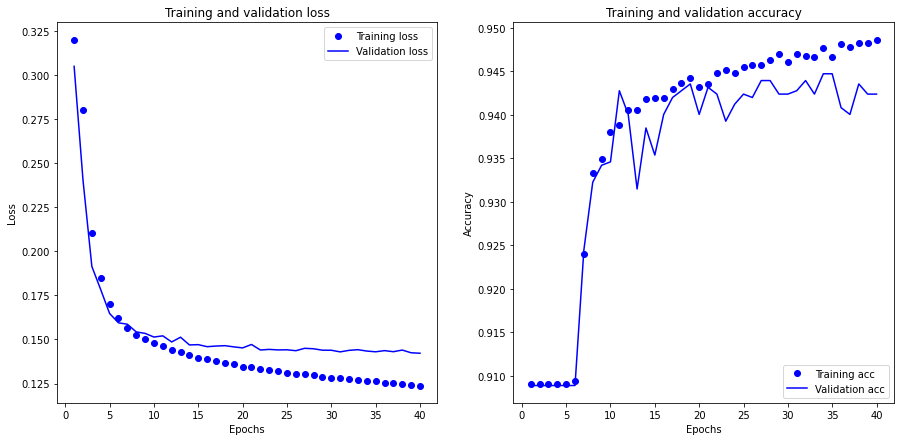 Training and validation loss
0.325
0.300
0.275
0.250
0.225
0.200
0.175
0.150
0.125
Loss
0 5 10 15 20 25 30 35 40
Epochs
Training loss
Validation loss
Training and validation accuracy
0.950
0.945
0.940
0.935
0.930
0.925
0.920
0.915
0.910
Accuracy
0 5 10 15 20 25 30 35 40
Epochs
Training acc
Validation acc